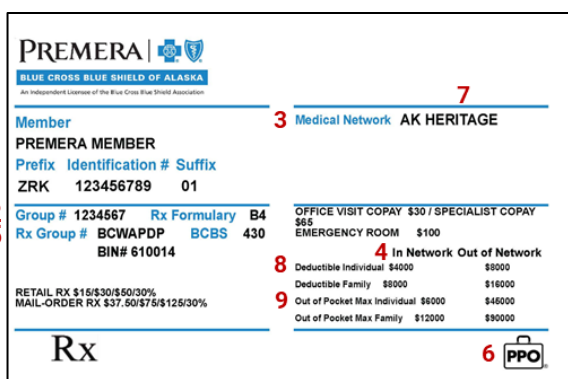 PREMERA
BLUE CROSS BLUE SHIELD OF ALASKA
An Independent Licensee of the Blue Cross Blue Shield Association
7
3 Medical Network AK HERITAGE
Member
PREMERA MEMBER
Prefix Identification # Suffix
ZRK 123456789 01
Group # 1234567 Rx Formulary B4
Rx Group # BCWAPDP BCBS 430
BIN# 610014
RETAIL RX $15/$30/$50/30%
MAIL-ORDER RX $37.50/$75/$125/30%
Rx
OFFICE VISIT COPAY $30 / SPECIALIST COPAY
$65
EMERGENCY ROOM $100
4 In Network Out of Network
8 Deductible Individual $4000 $8000
Deductible Family $8000 $16000
9 Out of Pocket Max Individual $6000 $45000
Out of Pocket Max Family $12000 $90000
6 PPO®